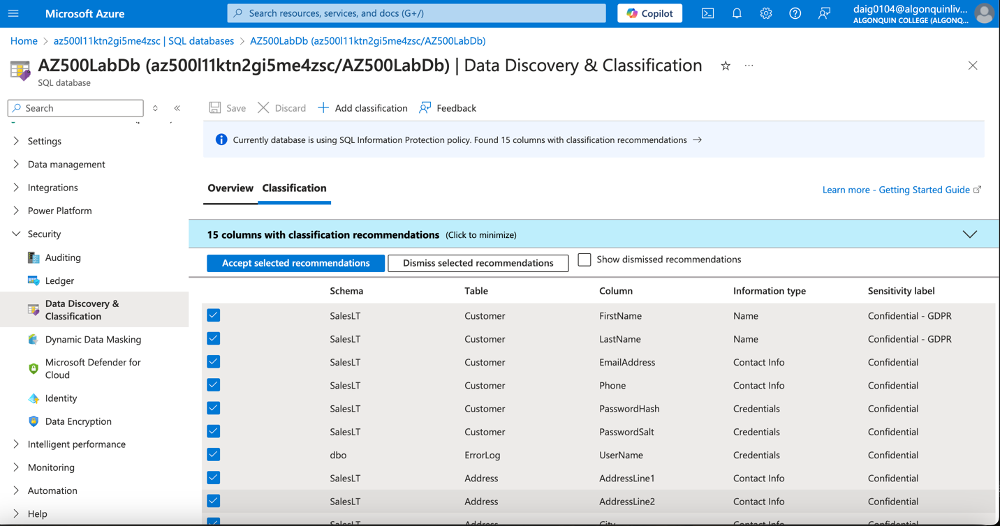 Microsoft Azure
Search resources, services, and docs (G+/)
Copilot
daig0104@algonquinliv...
ALGONQUIN COLLEGE (ALGONQ...
Home > az500l11ktn2gi5me4zsc | SQL databases > AZ500LabDb (az500l11ktn2gi5me4zsc/AZ500LabDb)
AZ500LabDb (az500l11ktn2gi5me4zsc/AZ500LabDb) | Data Discovery & Classification
SQL database
Search
Settings
Data management
Integrations
Power Platform
Security
Auditing
Ledger
Data Discovery &
Classification
Dynamic Data Masking
Microsoft Defender for
Cloud
Identity
Data Encryption
Intelligent performance
Monitoring
Automation
Help
Save Discard Add classification Feedback
Currently database is using SQL Information Protection policy. Found 15 columns with classification recommendations →
Overview Classification
Learn more - Getting Started Guide
15 columns with classification recommendations (Click to minimize)
Accept selected recommendations Dismiss selected recommendations Show dismissed recommendations
Schema Table Column Information type Sensitivity label
SalesLT Customer FirstName Name Confidential - GDPR
SalesLT Customer LastName Name Confidential - GDPR
SalesLT Customer EmailAddress Contact Info Confidential
SalesLT Customer Phone Contact Info Confidential
SalesLT Customer PasswordHash Credentials Confidential
SalesLT Customer PasswordSalt Credentials Confidential
dbo ErrorLog UserName Credentials Confidential
SalesLT Address AddressLine1 Contact Info Confidential
SalesLT Address AddressLine2 Contact Info Confidential
SalesLT Address City Contact Info Confidential